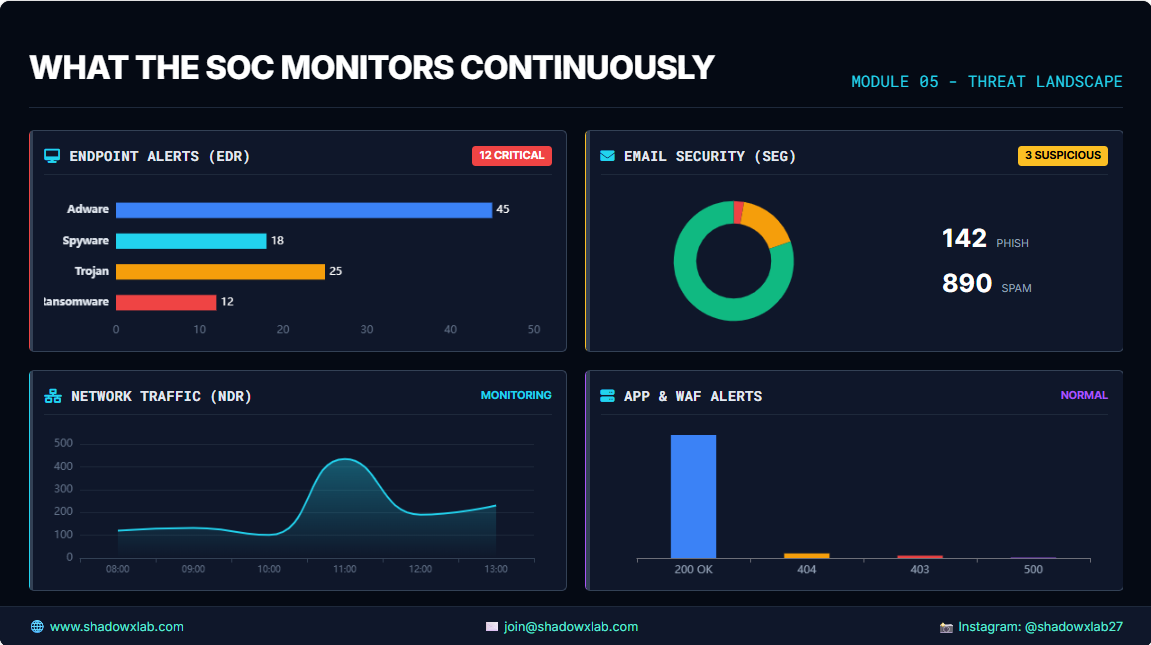 WHAT THE SOC MONITORS CONTINUOUSLY
MODULE 05 - THREAT LANDSCAPE
ENDPOINT ALERTS (EDR)
12 CRITICAL
Adware 45
Spyware 18
Trojan 25
ansomware 12
0 10 20 30 40 50
EMAIL SECURITY (SEG)
3 SUSPICIOUS
142 PHISH
890 SPAM
NETWORK TRAFFIC (NDR)
MONITORING
500
400
300
200
100
0
08:00 09:00 10:00 11:00 12:00 13:00
APP & WAF ALERTS
NORMAL
200 OK 404 403 500
www.shadowxlab.com
join@shadowxlab.com
Instagram: @shadowxlab27